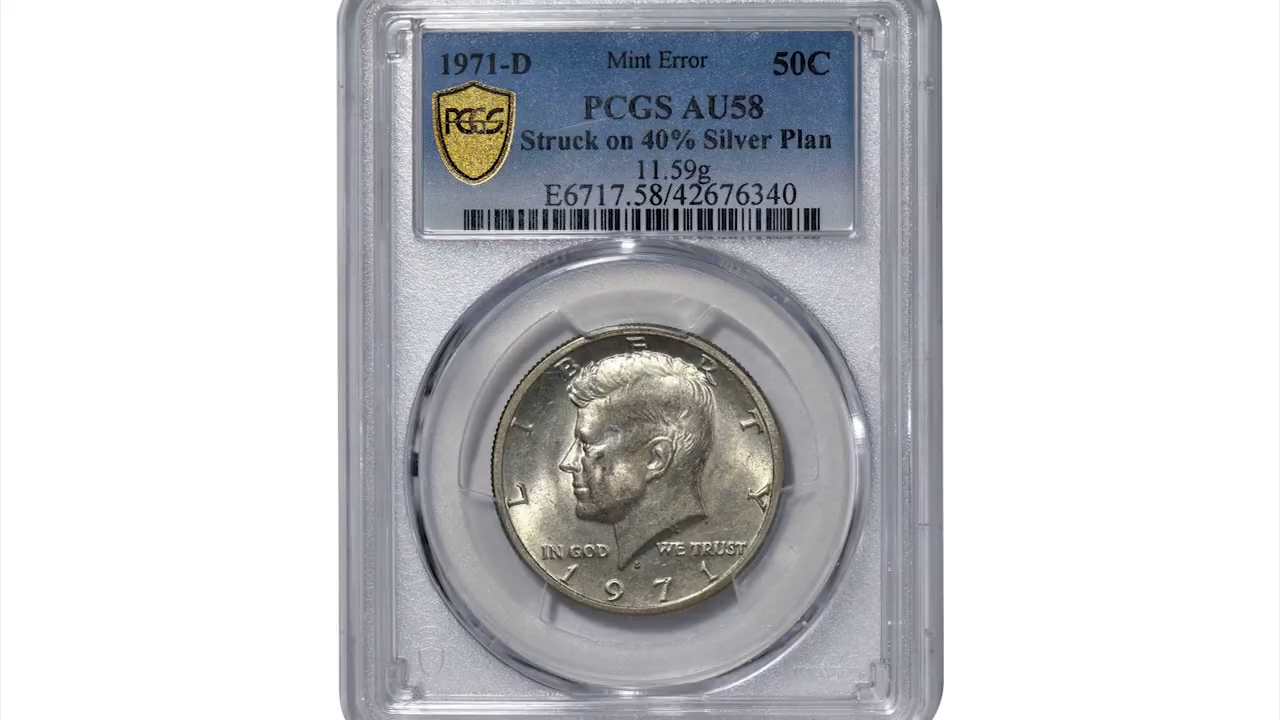 1971-D Mint Error 50C
PCGS
PCGS AU58
Struck on 40% Silver Plan
11.59g
E6717.58/42676340
LIBERTY
IN GOD WE TRUST
D
1971